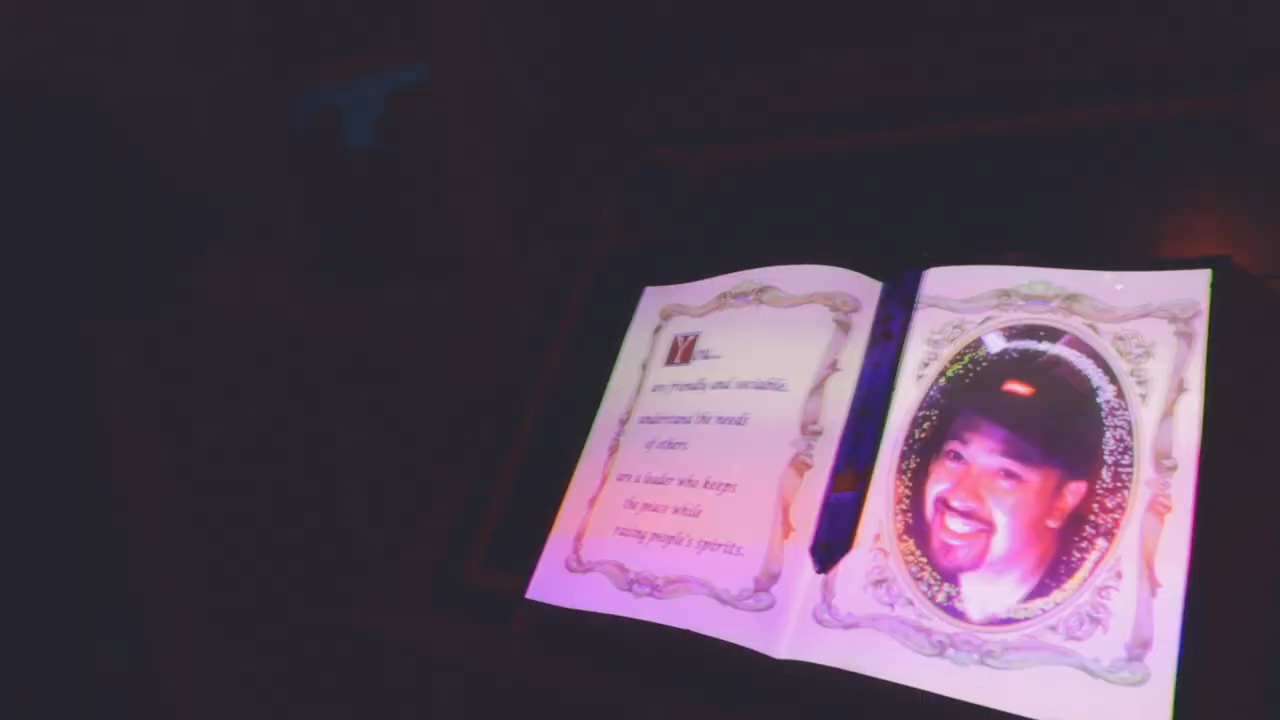 You...
are friendly and sociable.
understand the needs
of others.
are a leader who keeps
the peace while
raising people's spirits.